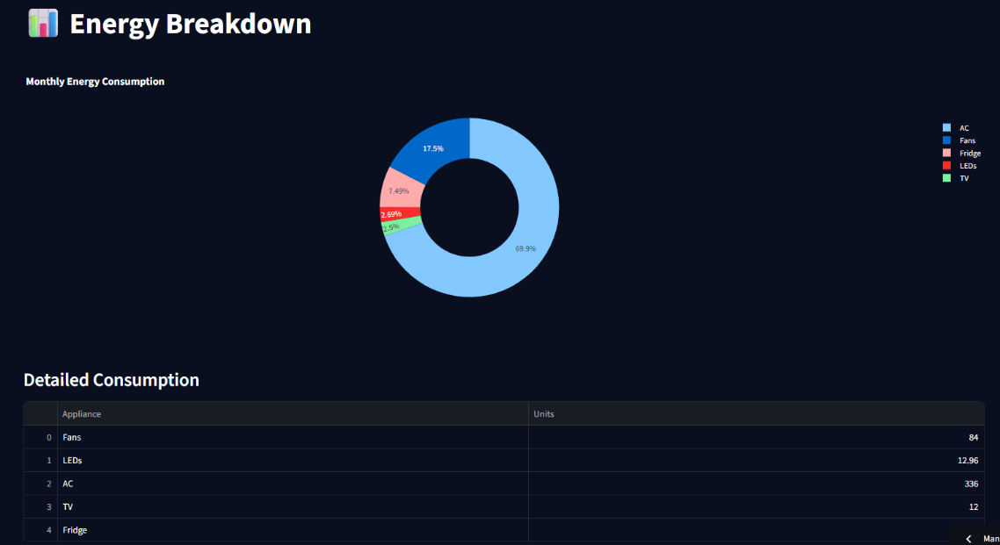 Energy Breakdown
Monthly Energy Consumption
AC
Fans
Fridge
LEDs
TV
17.5%
7.49%
2.69%
2.5%
69.9%
Detailed Consumption
Appliance Units
0 Fans 84
1 LEDs 12.96
2 AC 336
3 TV 12
4 Fridge
Man